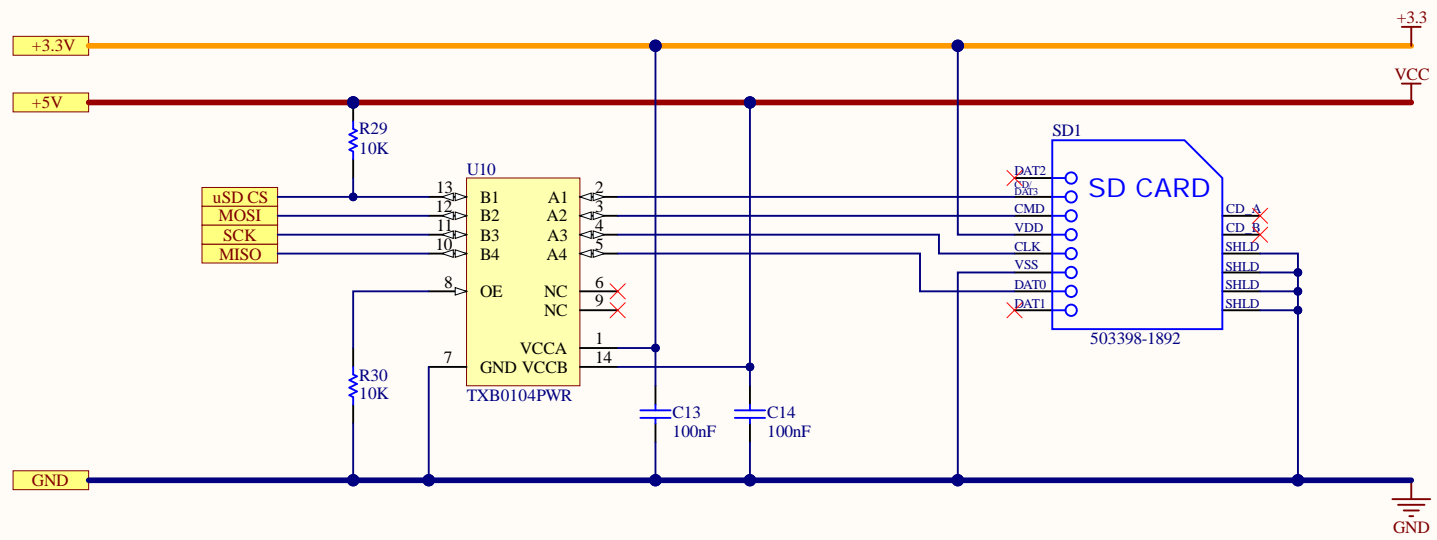 +3.3
+3.3V
VCC
+5V
R29
10K
SD1
U10
DAT2
SD CARD
uSD CS
13
B1
A1
2
CD/
DAT3
MOSI
12
B2
A2
3
CMD
CD_A
SCK
11
B3
A3
4
VDD
CD_B
MISO
10
B4
A4
5
CLK
SHLD
VSS
SHLD
8
OE
NC
6
DAT0
SHLD
NC
9
DAT1
SHLD
503398-1892
VCCA
1
7
GND
VCCB
14
R30
10K
TXB0104PWR
C13
100nF
C14
100nF
GND
GND